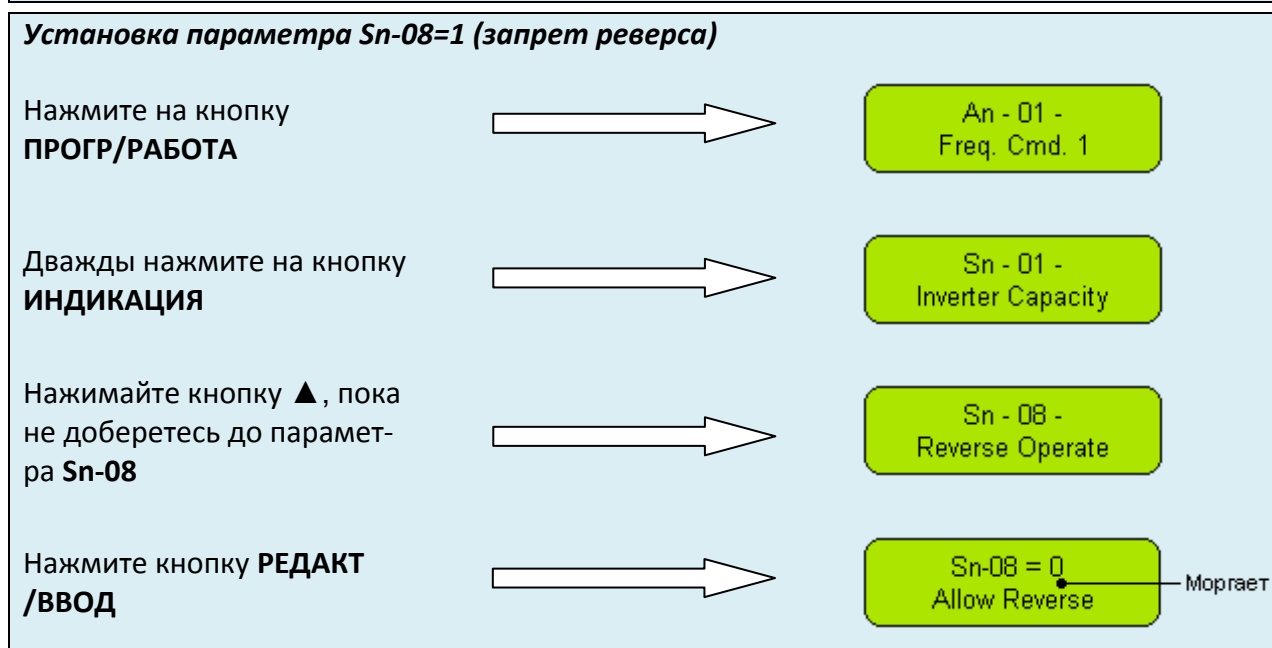 Установка параметра Sn-08=1 (запрет реверса)
Нажмите на кнопку
ПРОГР/РАБОТА
An - 01 -
Freq. Cmd. 1
Дважды нажмите на кнопку
ИНДИКАЦИЯ
Sn - 01 -
Inverter Capacity
Нажимайте кнопку ▲, пока
не доберетесь до парамет-
ра Sn-08
Sn - 08 -
Reverse Operate
Нажмите кнопку РЕДАКТ
/ВВОД
Sn-08 = 0
Allow Reverse
Моргает